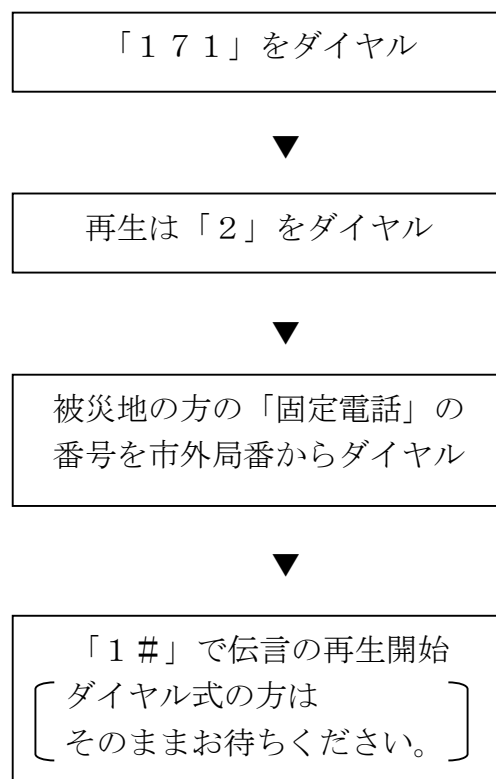 「１７１」をダイヤル
▼
再生は「２」をダイヤル
▼
被災地の方の「固定電話」の
番号を市外局番からダイヤル
▼
「１＃」で伝言の再生開始
ダイヤル式の方は
そのままお待ちください。